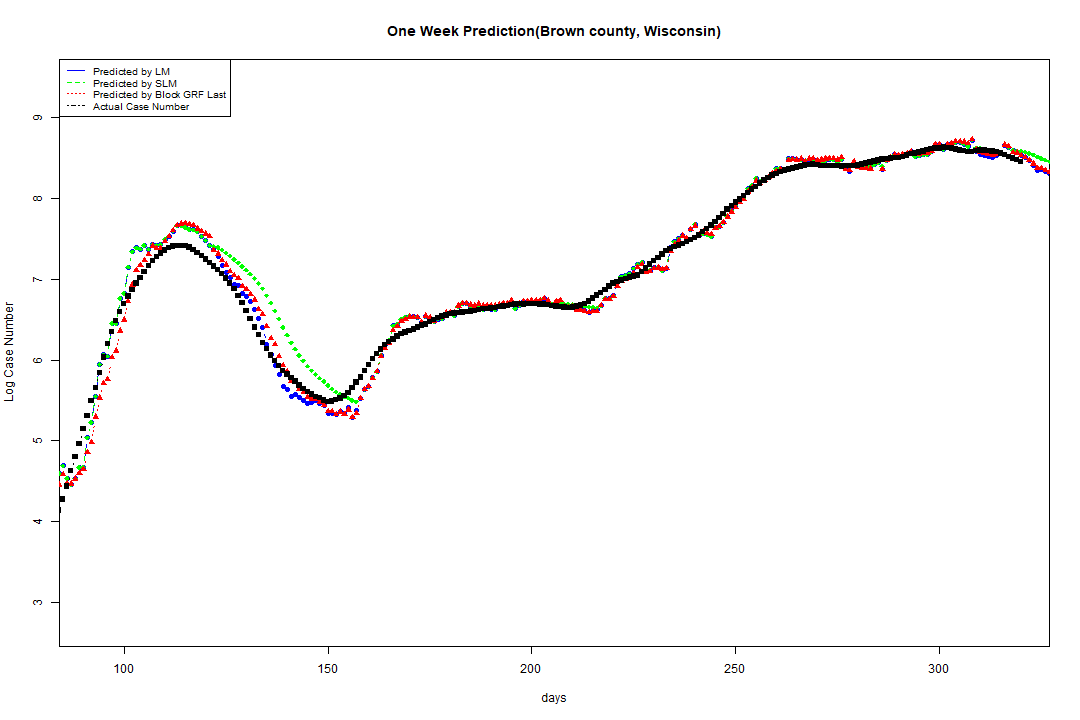 One Week Prediction(Brown county, Wisconsin)
Predicted by LM
Predicted by SLM
Predicted by Block GRF Last
Actual Case Number
Log Case Number
9
8
7
6
5
4
3
100 150 200 250 300
days